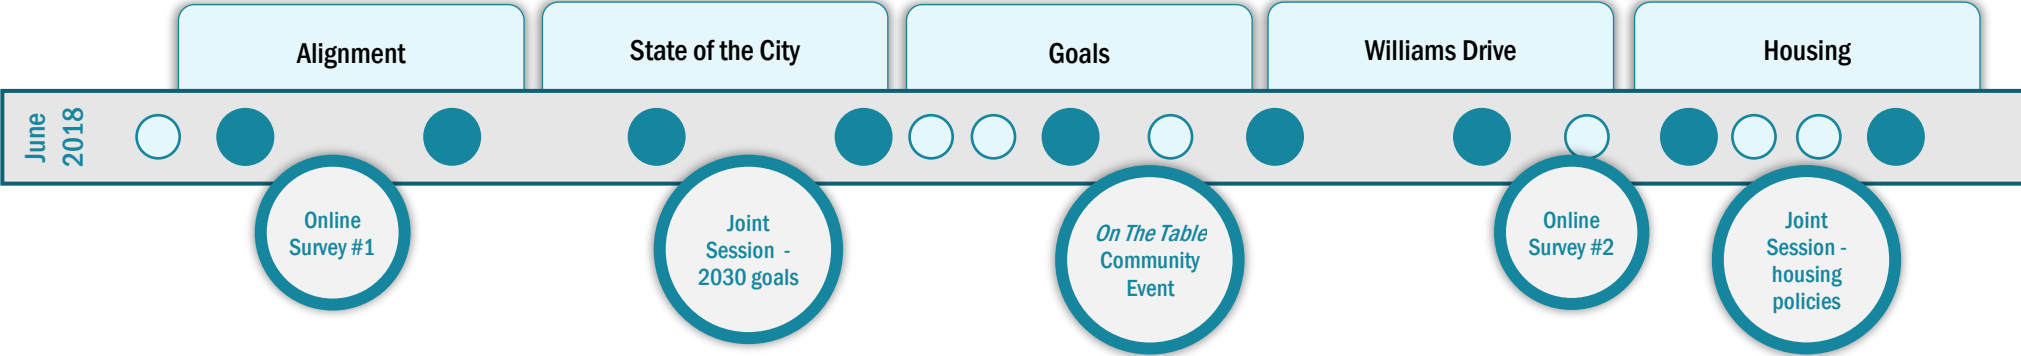 Alignment
State of the City
Goals
Williams Drive
Housing
June
2018
Online
Survey #1
Joint
Session -
2030 goals
On The Table
Community
Event
Online
Survey #2
Joint
Session -
housing
policies